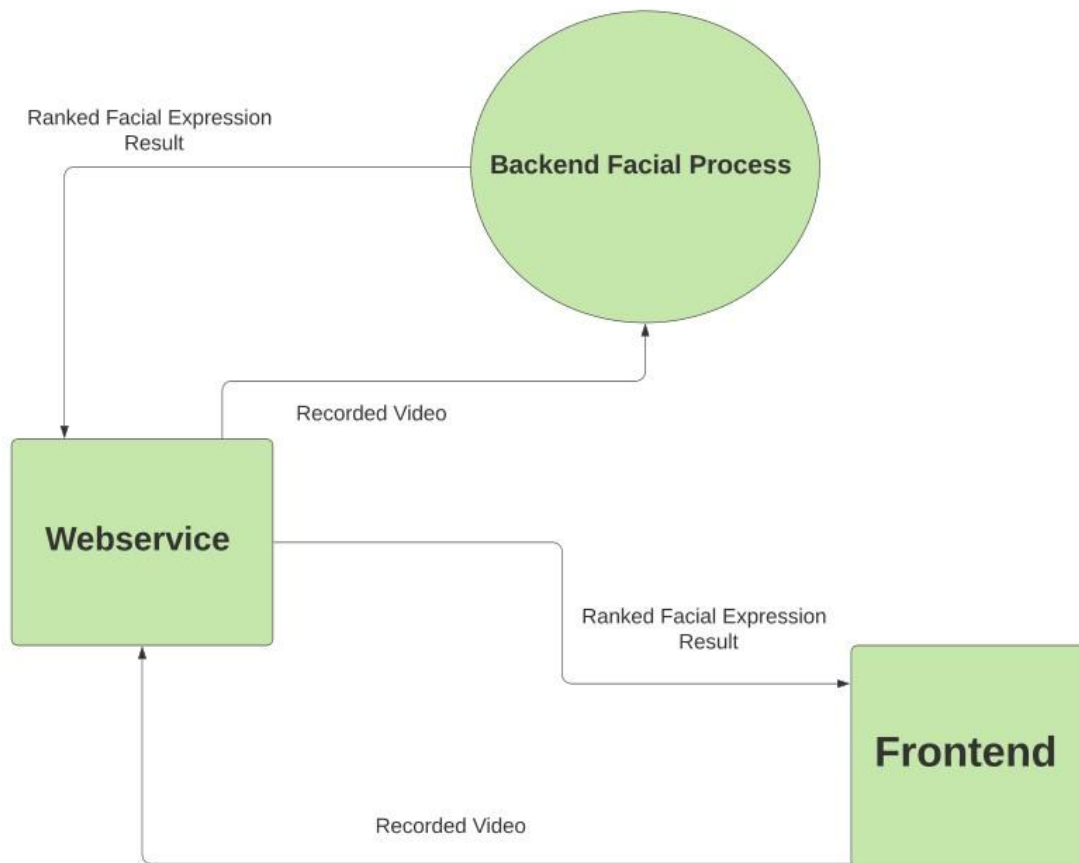 Ranked Facial Expression
Result
Backend Facial Process
Recorded Video
Webservice
Ranked Facial Expression
Result
Frontend
Recorded Video